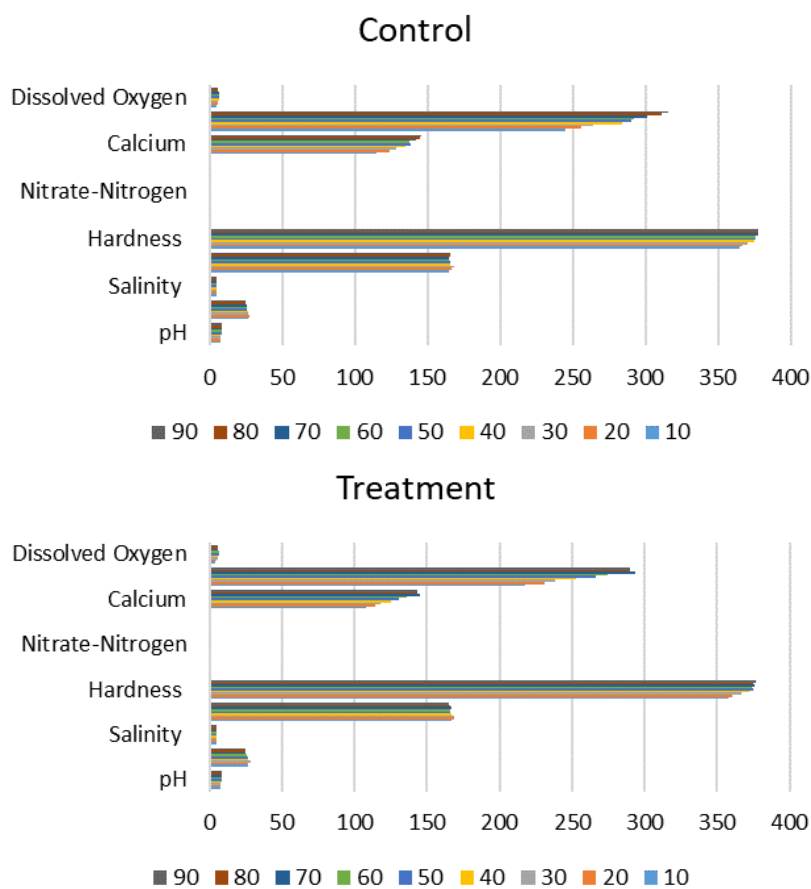 Control
Dissolved Oxygen
Calcium
Nitrate-Nitrogen
Hardness
Salinity
pH
0 50 100 150 200 250 300 350 400
90 80 70 60 50 40 30 20 10
Treatment
Dissolved Oxygen
Calcium
Nitrate-Nitrogen
Hardness
Salinity
pH
0 50 100 150 200 250 300 350 400
90 80 70 60 50 40 30 20 10